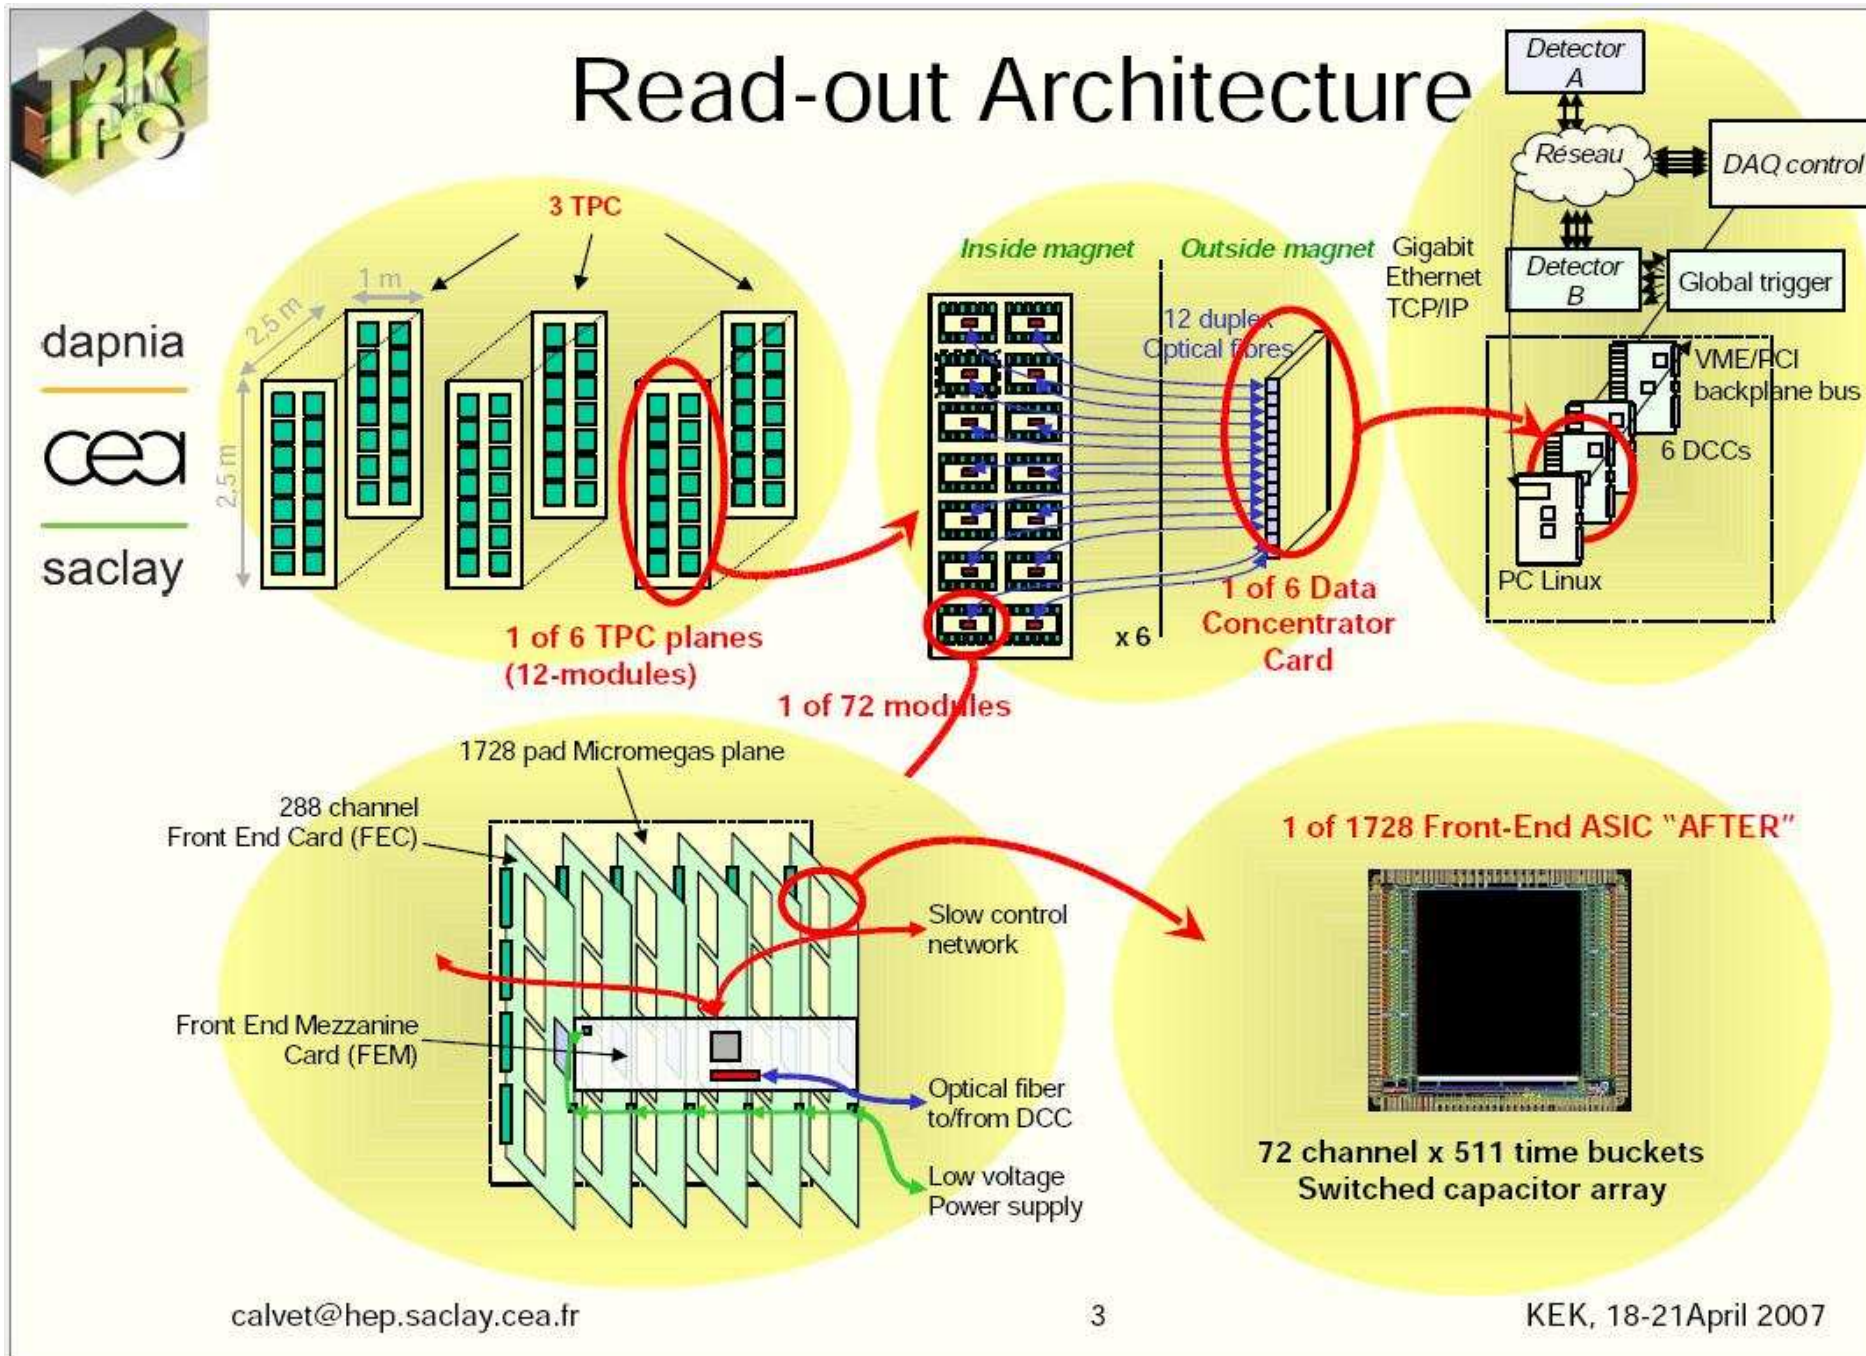 T2K
TPC
Read-out Architecture
Detector
A
Réseau
DAQ control
Detector
B
Global trigger
Gigabit
Ethernet
TCP/IP
VME/PCI
backplane bus
6 DCCs
PC Linux
dapnia
cea
saclay
3 TPC
1 m
2,5 m
2,5 m
1 of 6 TPC planes
(12-modules)
Inside magnet
Outside magnet
12 duplex
Optical fibres
x 6
1 of 6 Data
Concentrator
Card
1 of 72 modules
1728 pad Micromegas plane
288 channel
Front End Card (FEC)
Front End Mezzanine
Card (FEM)
Slow control
network
Optical fiber
to/from DCC
Low voltage
Power supply
1 of 1728 Front-End ASIC “AFTER”
72 channel x 511 time buckets
Switched capacitor array
calvet@hep.saclay.cea.fr
3
KEK, 18-21April 2007